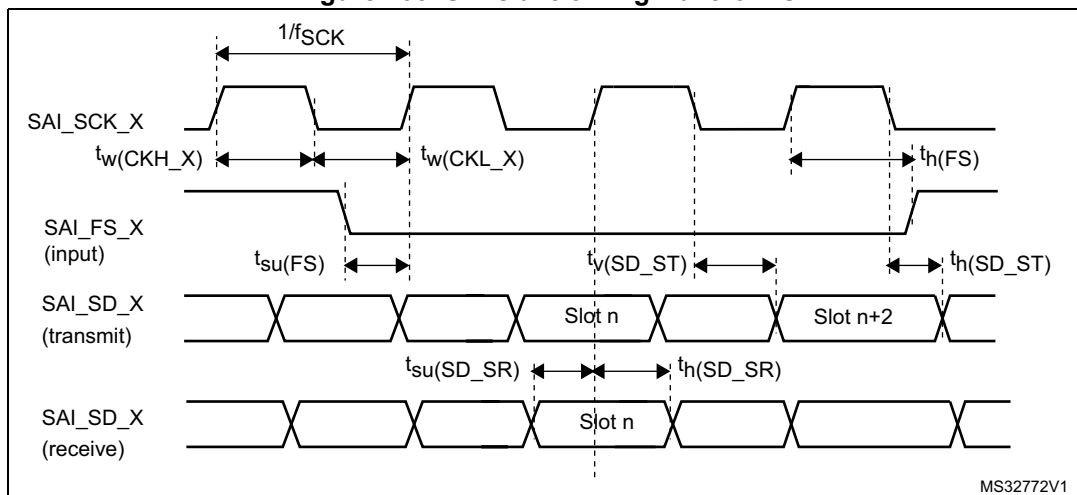 1/fSCK
SAI_SCK_X
tw(CKH_X)
tw(CKL_X)
th(FS)
SAI_FS_X
(input)
tsu(FS)
tv(SD_ST)
th(SD_ST)
SAI_SD_X
(transmit)
Slot n
Slot n+2
tsu(SD_SR)
th(SD_SR)
SAI_SD_X
(receive)
Slot n
MS32772V1